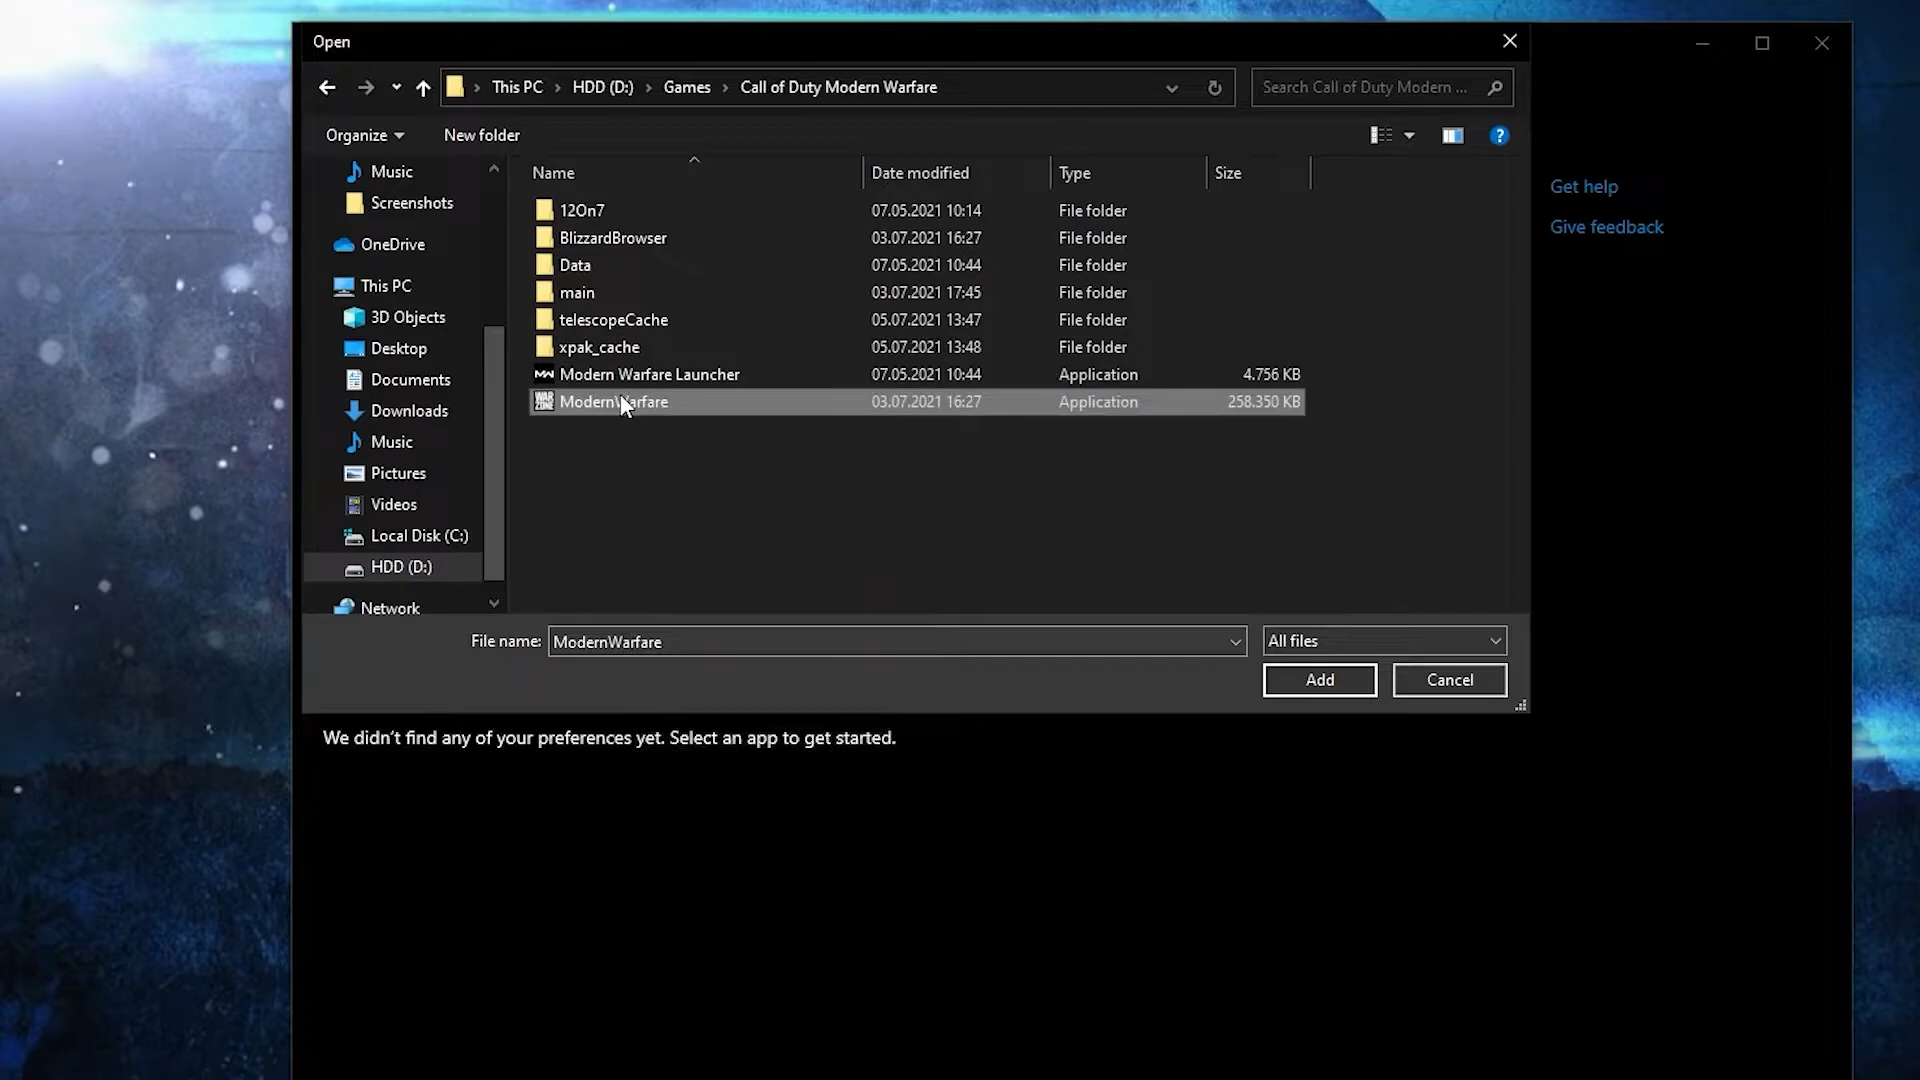 Open
This PC > HDD (D:) > Games > Call of Duty Modern Warfare
Search Call of Duty Modern ...
Organize
New folder
Name
Date modified
Type
Size
Music
Screenshots
OneDrive
This PC
3D Objects
Desktop
Documents
Downloads
Music
Pictures
Videos
Local Disk (C:)
HDD (D:)
Network
12On7 07.05.2021 10:14 File folder
BlizzardBrowser 03.07.2021 16:27 File folder
Data 07.05.2021 10:44 File folder
main 03.07.2021 17:45 File folder
telescopeCache 05.07.2021 13:47 File folder
xpak_cache 05.07.2021 13:48 File folder
MW Modern Warfare Launcher 07.05.2021 10:44 Application 4.756 KB
WAR ZONE ModernWarfare 03.07.2021 16:27 Application 258.350 KB
File name: ModernWarfare
All files
Add
Cancel
Get help
Give feedback
We didn't find any of your preferences yet. Select an app to get started.